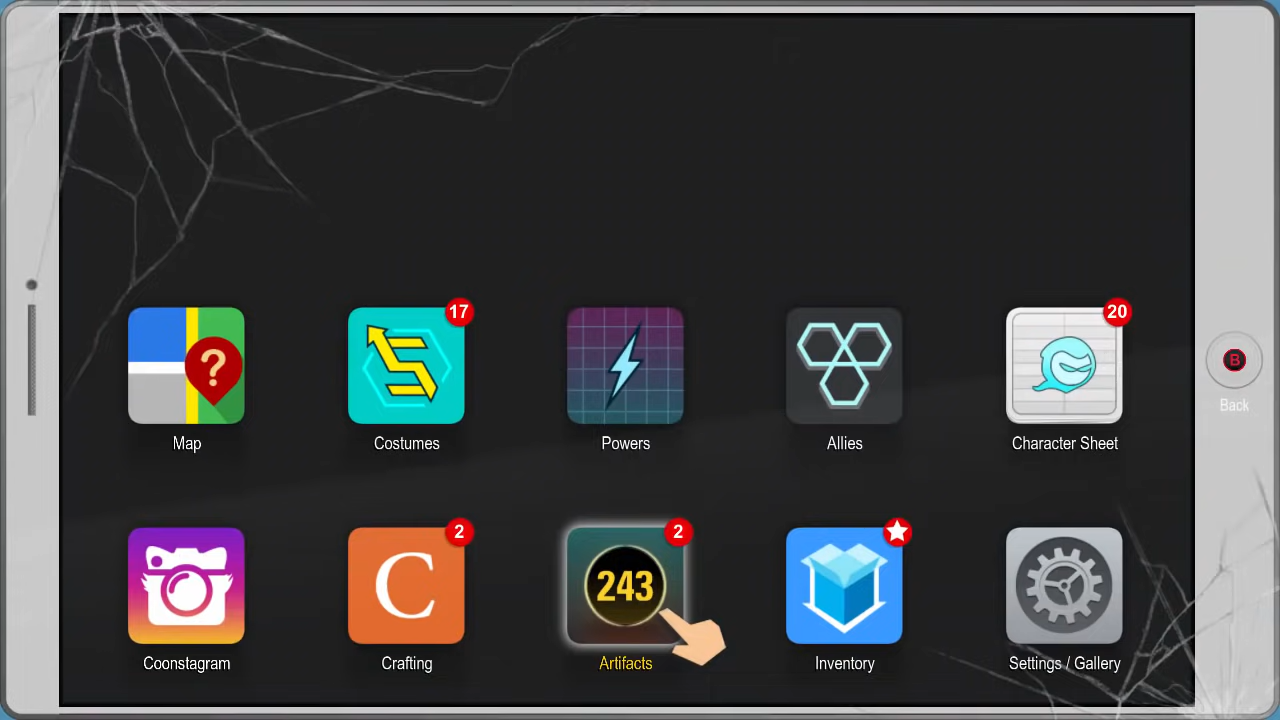 17
20
?
Map
Costumes
Powers
Allies
Character Sheet
B
Back
2
2
C
243
Coonstagram
Crafting
Artifacts
Inventory
Settings / Gallery